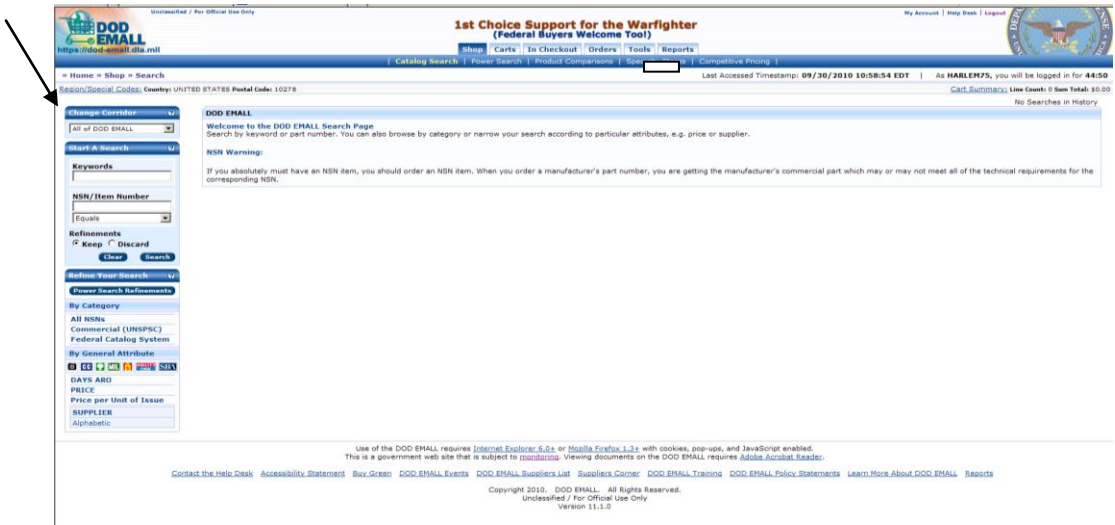 Unclassified / For Official Use Only
DOD
EMALL
https://dod-emall.dla.mil
1st Choice Support for the Warfighter
(Federal Buyers Welcome Too!)
My Account | Help Desk | Logout
Shop Carts In Checkout Orders Tools Reports
| Catalog Search | Power Search | Product Comparisons | | Competitive Pricing |
» Home » Shop » Search
Last Accessed Timestamp: 09/30/2010 10:58:54 EDT | As HARLEM75, you will be logged in for 44:50
Region/Special Codes: Country: UNITED STATES Postal Code: 10278
Cart Summary: Line Count: 0 Sum Total: $0.00
No Searches in History
Change Corridor
All of DOD EMALL
Start A Search
Keywords
NSN/Item Number
Equals
Refinements
Keep Discard
Clear Search
Refine Your Search
Power Search Refinements
By Category
All NSNs
Commercial (UNSPSC)
Federal Catalog System
By General Attribute
DAYS ARO
PRICE
Price per Unit of Issue
SUPPLIER
Alphabetic
DOD EMALL
Welcome to the DOD EMALL Search Page
Search by keyword or part number. You can also browse by category or narrow your search according to particular attributes, e.g. price or supplier.
NSN Warning:
If you absolutely must have an NSN item, you should order an NSN item. When you order a manufacturer's part number, you are getting the manufacturer's commercial part which may or may not meet all of the technical requirements for the
corresponding NSN.
Use of the DOD EMALL requires Internet Explorer 6.0+ or Mozilla Firefox 1.3+ with cookies, pop-ups, and JavaScript enabled.
This is a government web site that is subject to monitoring. Viewing documents on the DOD EMALL requires Adobe Acrobat Reader.
Contact the Help Desk Accessibility Statement Buy Green DOD EMALL Events DOD EMALL Suppliers List Suppliers Corner DOD EMALL Training DOD EMALL Policy Statements Learn More About DOD EMALL Reports
Copyright 2010. DOD EMALL. All Rights Reserved.
Unclassified / For Official Use Only
Version 11.1.0